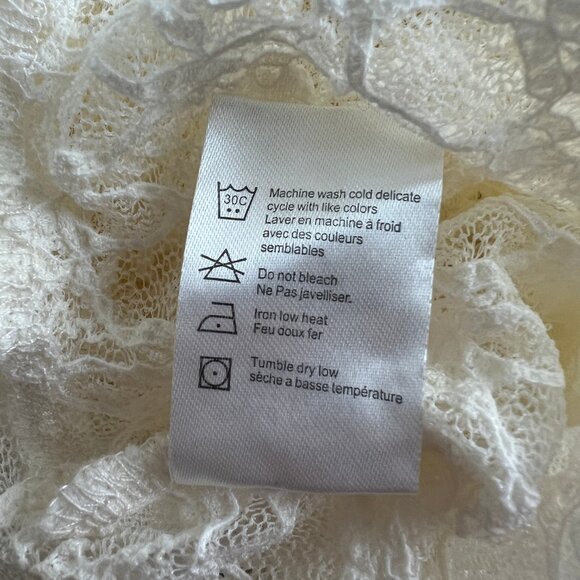 30C
Machine wash cold delicate
cycle with like colors
Laver en machine à froid
avec des couleurs
semblables
Do not bleach
Ne Pas javelliser.
Iron low heat
Feu doux fer
Tumble dry low
sèche a basse température